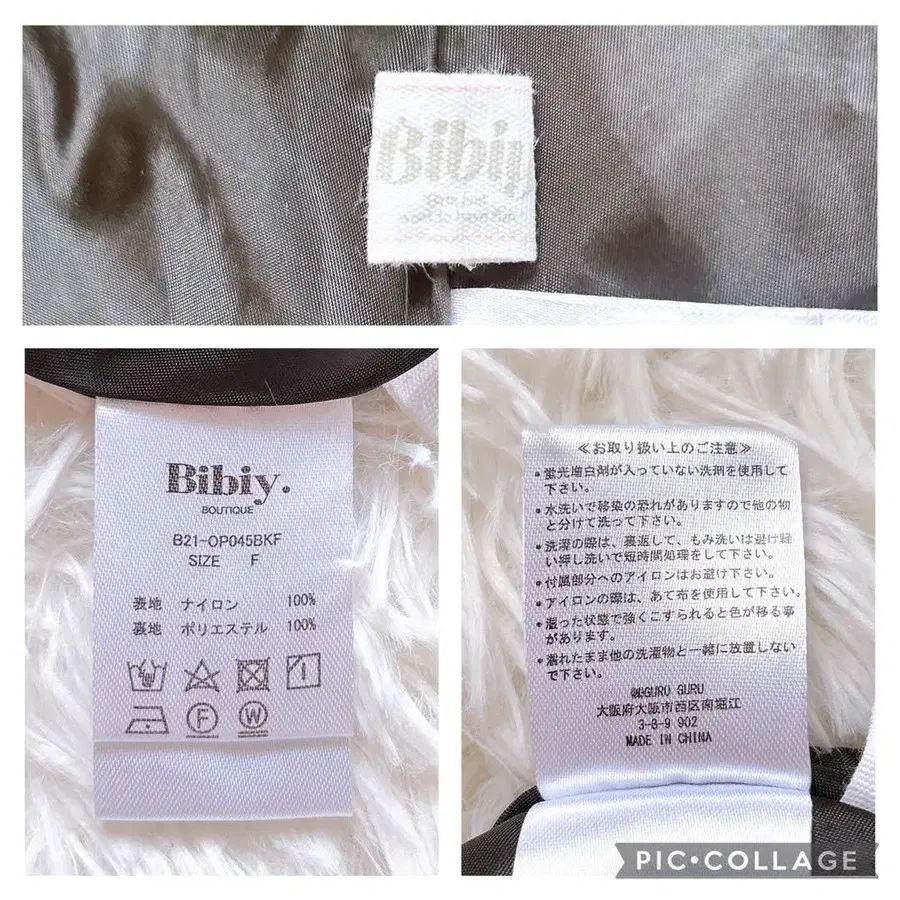 Bibiy
Bibiy.
BOUTIQUE
B21-OP045BKF
SIZE F
表地 ナイロン 100%
裏地 ポリエステル 100%
F
W
≪お取り扱い上のご注意≫
•蛍光増白剤が入っていない洗剤を使用して
下さい。
•水洗いで移染の恐れがありますので他の物
と分けて洗って下さい。
•洗濯の際は、裏返して、もみ洗いは避け軽
い押し洗いで短時間処理をして下さい。
•付属部分へのアイロンはお避け下さい。
•アイロンの際は、あて布を使用して下さい。
•湿った状態で強くこすられると色が移る事
があります。
•濡れたまま他の洗濯物と一緒に放置しない
で下さい。
㈱GURU GURU
大阪府大阪市西区南堀江
3-8-9 902
MADE IN CHINA
PIC•COLLAGE